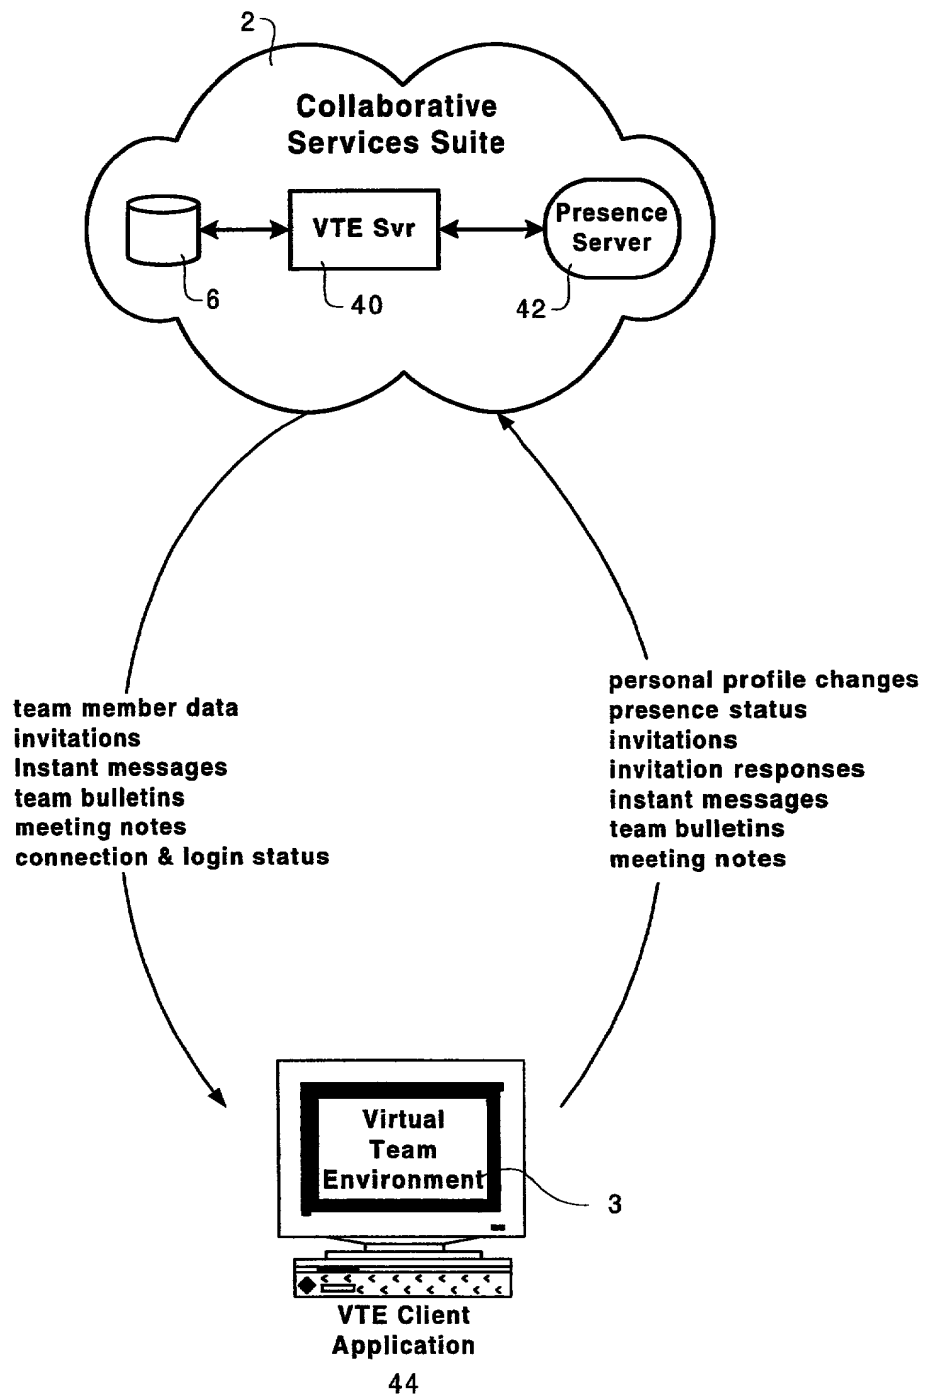 2
Collaborative
Services Suite
VTE Svr
Presence
Server
6
40
42
team member data
invitations
Instant messages
team bulletins
meeting notes
connection & login status
personal profile changes
presence status
invitations
invitation responses
instant messages
team bulletins
meeting notes
Virtual
Team
Environment
3
VTE Client
Application
44